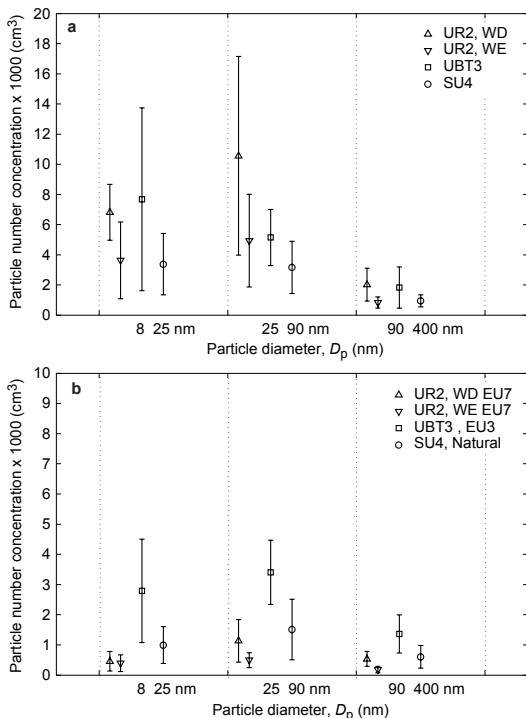 a
UR2, WD
UR2, WE
UBT3
SU4
20
18
16
14
12
10
8
6
4
2
0
Particle number concentration x 1000 (cm³)
8 25 nm
25 90 nm
90 400 nm
Particle diameter, Dp (nm)
b
UR2, WD EU7
UR2, WE EU7
UBT3 , EU3
SU4, Natural
10
9
8
7
6
5
4
3
2
1
0
Particle number concentration x 1000 (cm³)
8 25 nm
25 90 nm
90 400 nm
Particle diameter, Dp (nm)